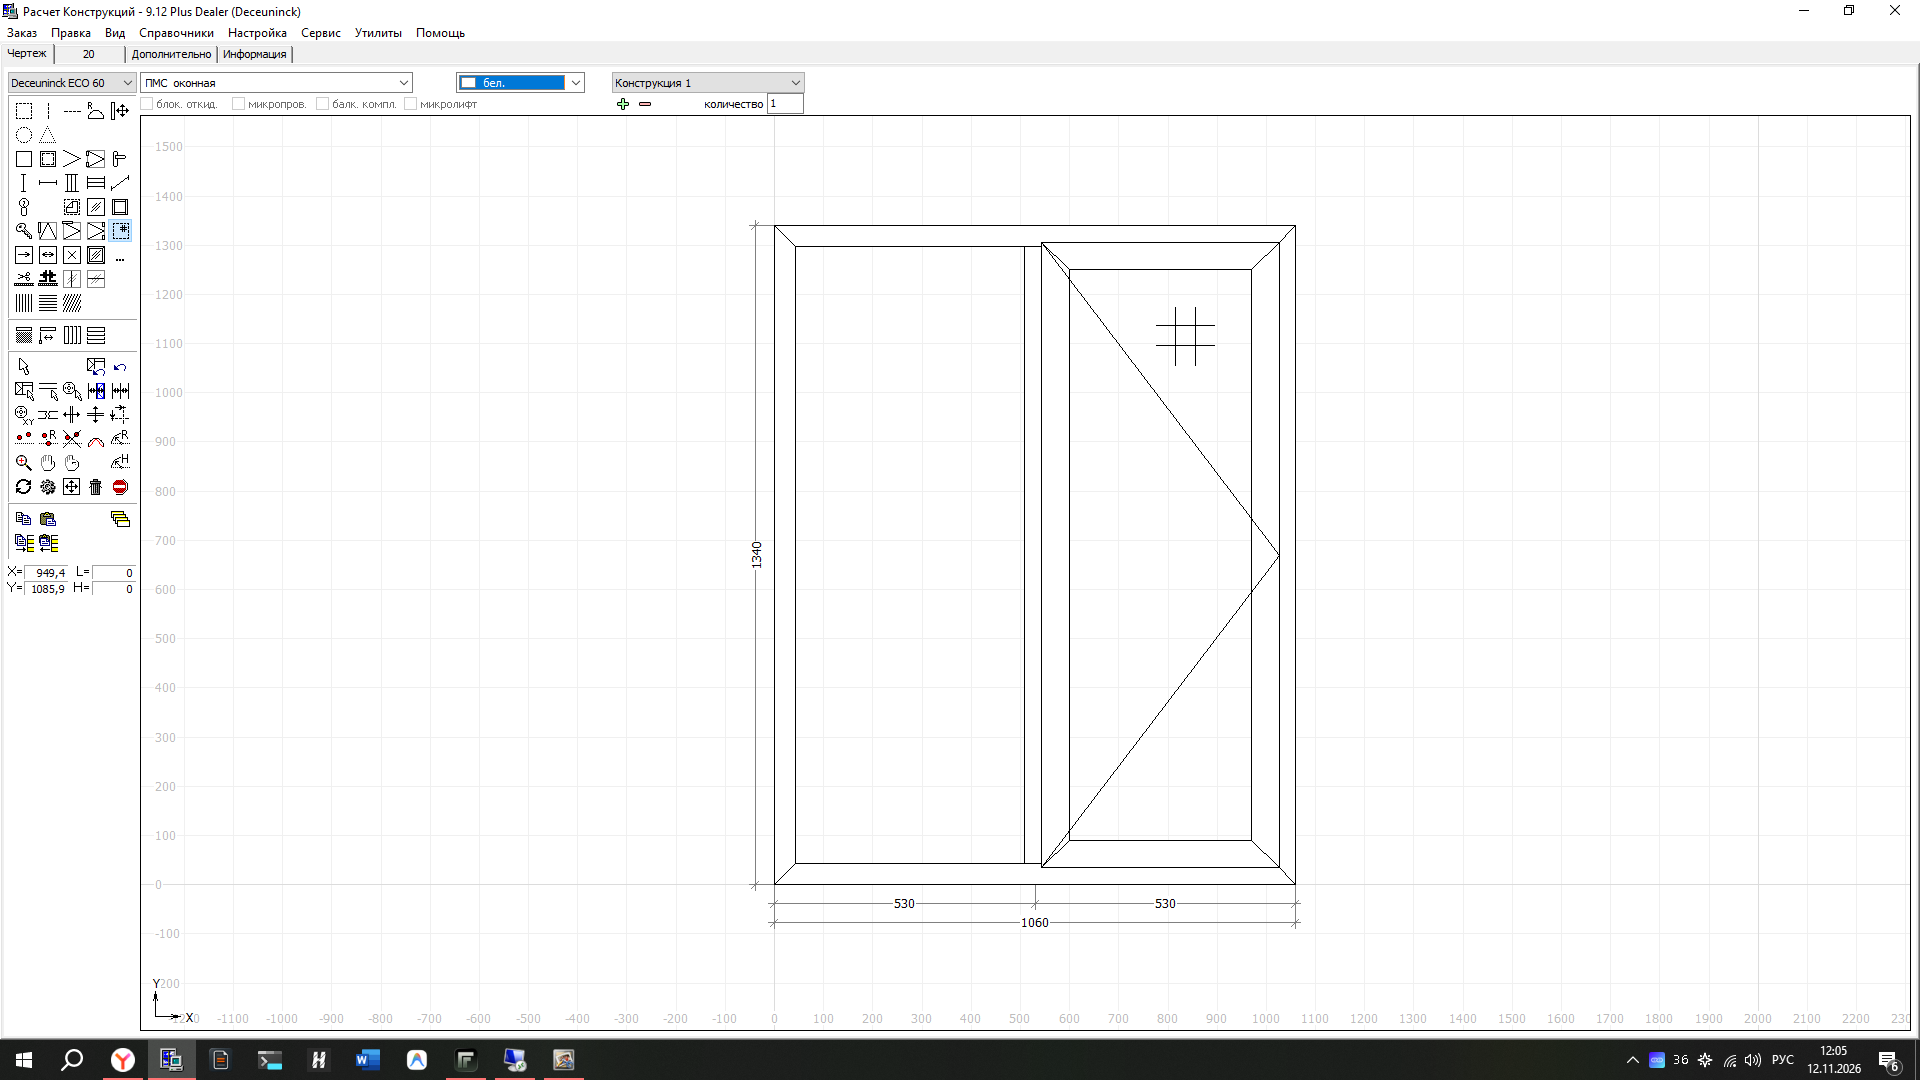 Расчет Конструкций - 9.12 Plus Dealer (Deceuninck)
Заказ Правка Вид Справочники Настройка Сервис Утилиты Помощь
Чертеж 20 Дополнительно Информация
Deceuninck ECO 60 ПМС оконная бел. Конструкция 1
блок. откид. микропров. балк. компл. микролифт количество 1
1500
1400
1300
1200
1100
1000
900
800
700
600
500
400
300
200
100
0
-100
-200
1340
530 530
1060
X= 949,4 L= 0
Y= 1085,9 H= 0
Y
X
-1200 -1100 -1000 -900 -800 -700 -600 -500 -400 -300 -200 -100 0 100 200 300 400 500 600 700 800 900 1000 1100 1200 1300 1400 1500 1600 1700 1800 1900 2000 2100 2200 230
36 РУС 12:05
12.11.2026 6